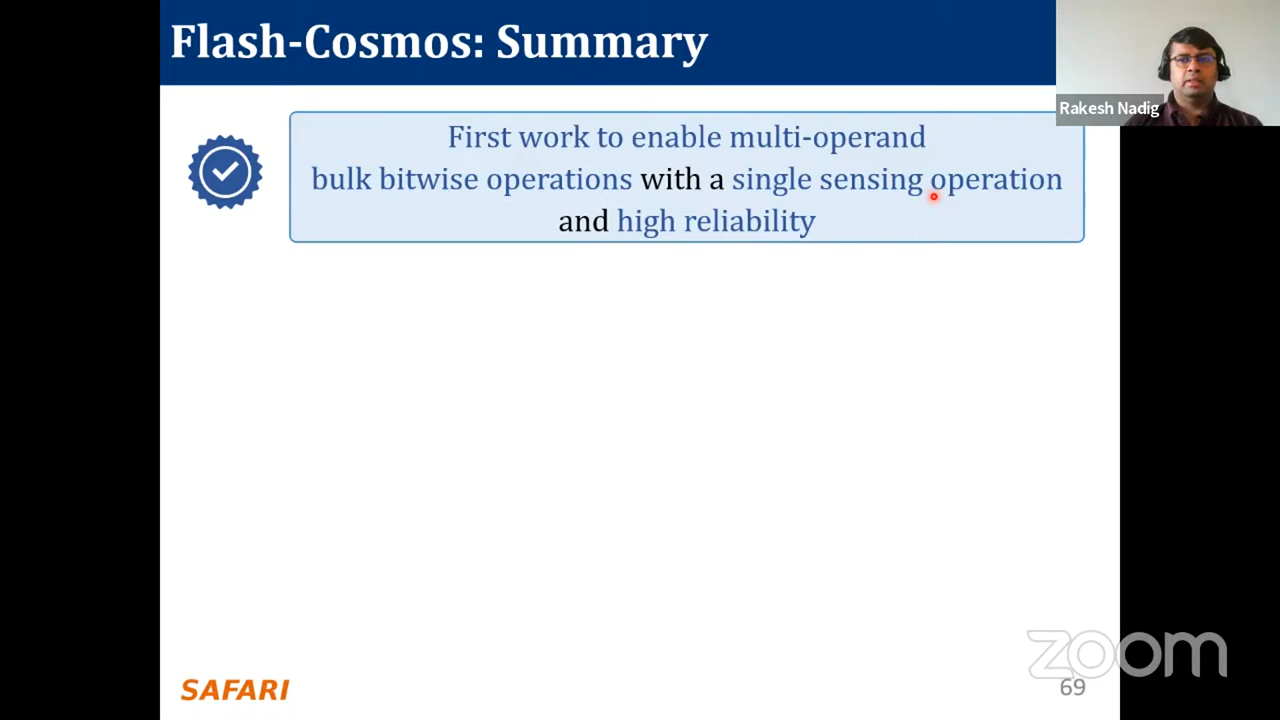 Flash-Cosmos: Summary
Rakesh Nadig
First work to enable multi-operand
bulk bitwise operations with a single sensing operation
and high reliability
SAFARI
zoom
69